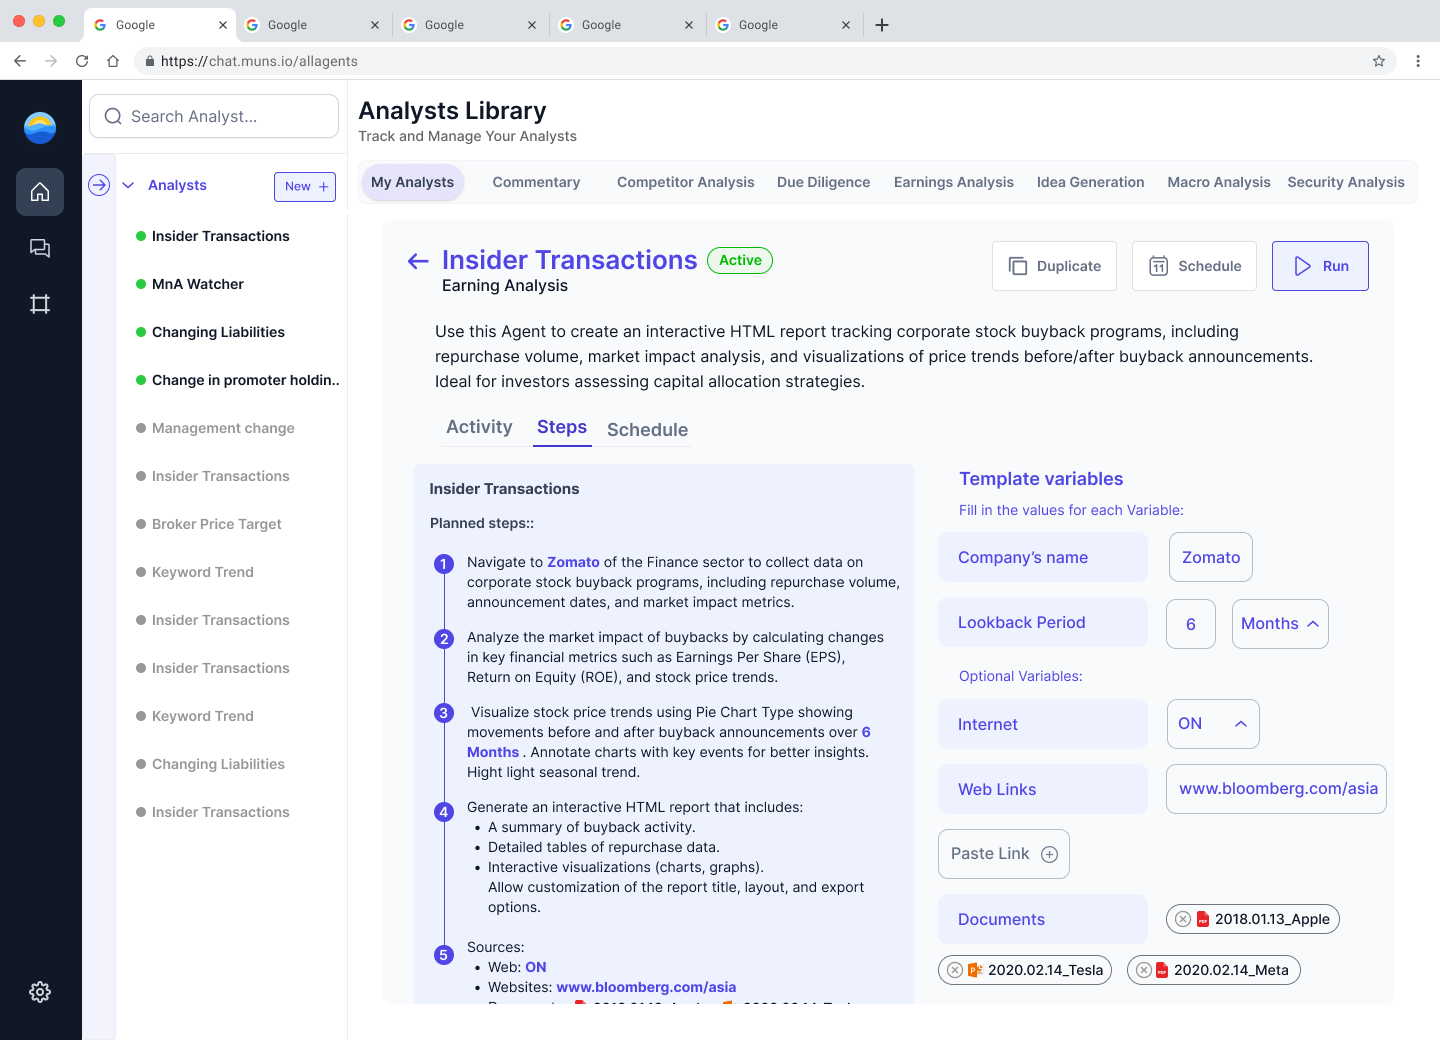 Google
Google
Google
Google
Google
https://chat.muns.io/allagents
Search Analyst...
Analysts
New +
Insider Transactions
MnA Watcher
Changing Liabilities
Change in promoter holdin..
Management change
Insider Transactions
Broker Price Target
Keyword Trend
Insider Transactions
Insider Transactions
Keyword Trend
Changing Liabilities
Insider Transactions
Analysts Library
Track and Manage Your Analysts
My Analysts
Commentary
Competitor Analysis
Due Diligence
Earnings Analysis
Idea Generation
Macro Analysis
Security Analysis
Insider Transactions
Active
Earning Analysis
Duplicate
11 Schedule
Run
Use this Agent to create an interactive HTML report tracking corporate stock buyback programs, including
repurchase volume, market impact analysis, and visualizations of price trends before/after buyback announcements.
Ideal for investors assessing capital allocation strategies.
Activity
Steps
Schedule
Insider Transactions
Planned steps::
1 Navigate to Zomato of the Finance sector to collect data on
corporate stock buyback programs, including repurchase volume,
announcement dates, and market impact metrics.
2 Analyze the market impact of buybacks by calculating changes
in key financial metrics such as Earnings Per Share (EPS),
Return on Equity (ROE), and stock price trends.
3 Visualize stock price trends using Pie Chart Type showing
movements before and after buyback announcements over 6
Months . Annotate charts with key events for better insights.
Hight light seasonal trend.
4 Generate an interactive HTML report that includes:
• A summary of buyback activity.
• Detailed tables of repurchase data.
• Interactive visualizations (charts, graphs).
Allow customization of the report title, layout, and export
options.
5 Sources:
• Web: ON
• Websites: www.bloomberg.com/asia
Template variables
Fill in the values for each Variable:
Company's name
Zomato
Lookback Period
6
Months
Optional Variables:
Internet
ON
Web Links
www.bloomberg.com/asia
Paste Link
Documents
PDF 2018.01.13_Apple
P 2020.02.14_Tesla
PDF 2020.02.14_Meta